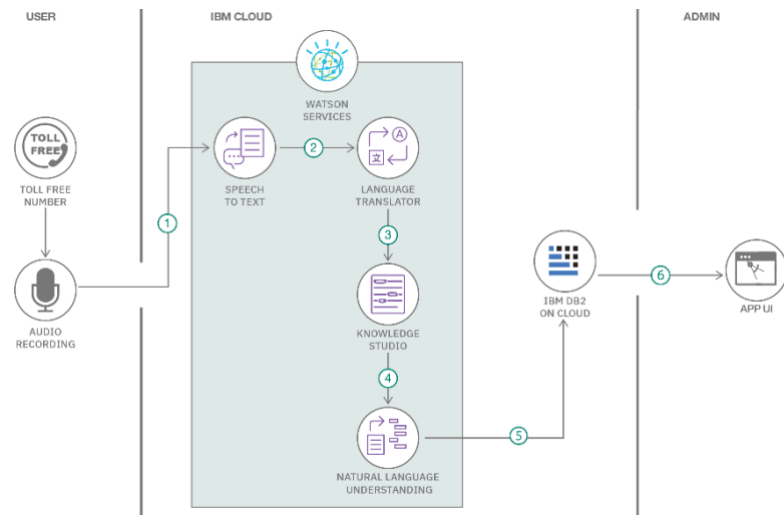 USER
IBM CLOUD
ADMIN
WATSON
SERVICES
TOLL
FREE
TOLL FREE
NUMBER
1
SPEECH
TO TEXT
2
A
文
LANGUAGE
TRANSLATOR
3
AUDIO
RECORDING
KNOWLEDGE
STUDIO
4
NATURAL LANGUAGE
UNDERSTANDING
5
IBM DB2
ON CLOUD
6
APP UI